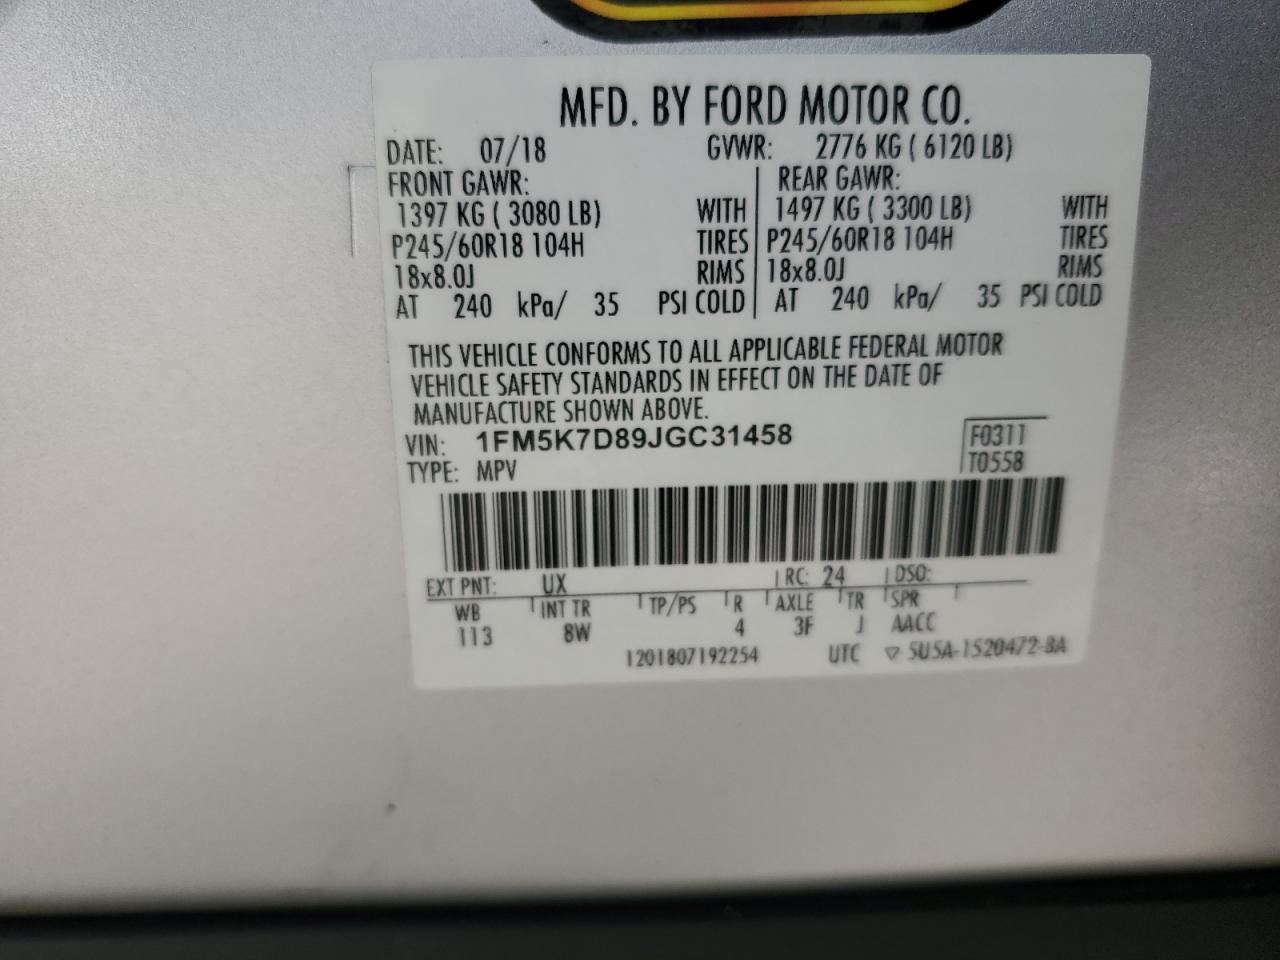 MFD. BY FORD MOTOR CO.
DATE: 07/18 GVWR: 2776 KG ( 6120 LB)
FRONT GAWR: REAR GAWR:
1397 KG ( 3080 LB) WITH 1497 KG ( 3300 LB) WITH
P245/60R18 104H TIRES P245/60R18 104H TIRES
18x8.0J RIMS 18x8.0J RIMS
AT 240 kPa/ 35 PSI COLD AT 240 kPa/ 35 PSI COLD
THIS VEHICLE CONFORMS TO ALL APPLICABLE FEDERAL MOTOR
VEHICLE SAFETY STANDARDS IN EFFECT ON THE DATE OF
MANUFACTURE SHOWN ABOVE.
VIN: 1FM5K7D89JGC31458 F0311
TYPE: MPV T0558
EXT PNT: UX RC: 24 DSO:
WB INT TR TP/PS R AXLE TR SPR
113 8W 4 3F J AACC
1201807192254 UTC ▽ 5U5A-1520472-BA